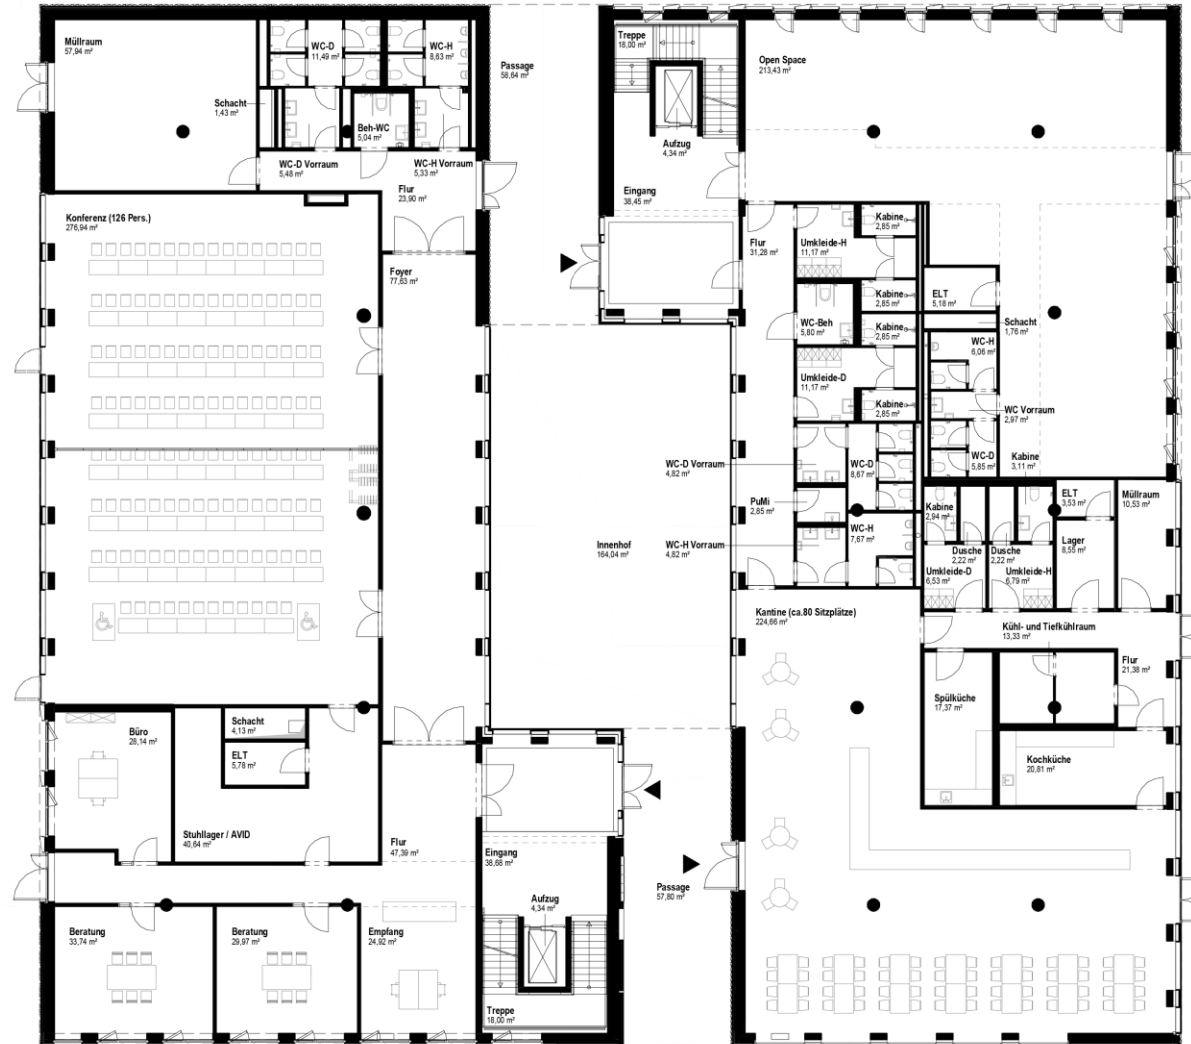 Müllraum
57,94 m²
WC-D
11,49 m²
WC-H
8,63 m²
Schacht
1,43 m²
Beh-WC
5,04 m²
WC-D Vorraum
5,48 m²
WC-H Vorraum
5,33 m²
Flur
23,90 m²
Passage
58,64 m²
Konferenz (126 Pers.)
276,94 m²
Foyer
77,63 m²
Büro
28,14 m²
Schacht
4,13 m²
ELT
5,78 m²
Stuhllager / AVID
40,64 m²
Flur
47,39 m²
Beratung
33,74 m²
Beratung
29,97 m²
Empfang
24,92 m²
Eingang
38,68 m²
Aufzug
4,34 m²
Treppe
18,00 m²
Innenhof
164,04 m²
Passage
57,80 m²
Treppe
18,00 m²
Aufzug
4,34 m²
Eingang
38,45 m²
Open Space
213,43 m²
Flur
31,28 m²
Umkleide-H
11,17 m²
Kabine
2,85 m²
Kabine
2,85 m²
WC-Beh
5,80 m²
Kabine
2,85 m²
Umkleide-D
11,17 m²
Kabine
2,85 m²
ELT
5,18 m²
Schacht
1,76 m²
WC-H
6,06 m²
WC Vorraum
2,97 m²
WC-D
5,85 m²
Kabine
3,11 m²
WC-D Vorraum
4,82 m²
WC-D
8,67 m²
PuMi
2,85 m²
WC-H Vorraum
4,82 m²
WC-H
7,67 m²
Kabine
2,94 m²
Dusche
2,22 m²
Dusche
2,22 m²
Umkleide-D
6,53 m²
Umkleide-H
6,79 m²
ELT
3,53 m²
Lager
8,55 m²
Müllraum
10,53 m²
Kantine (ca.80 Sitzplätze)
224,66 m²
Kühl- und Tiefkühlraum
13,33 m²
Flur
21,38 m²
Spülküche
17,37 m²
Kochküche
20,81 m²